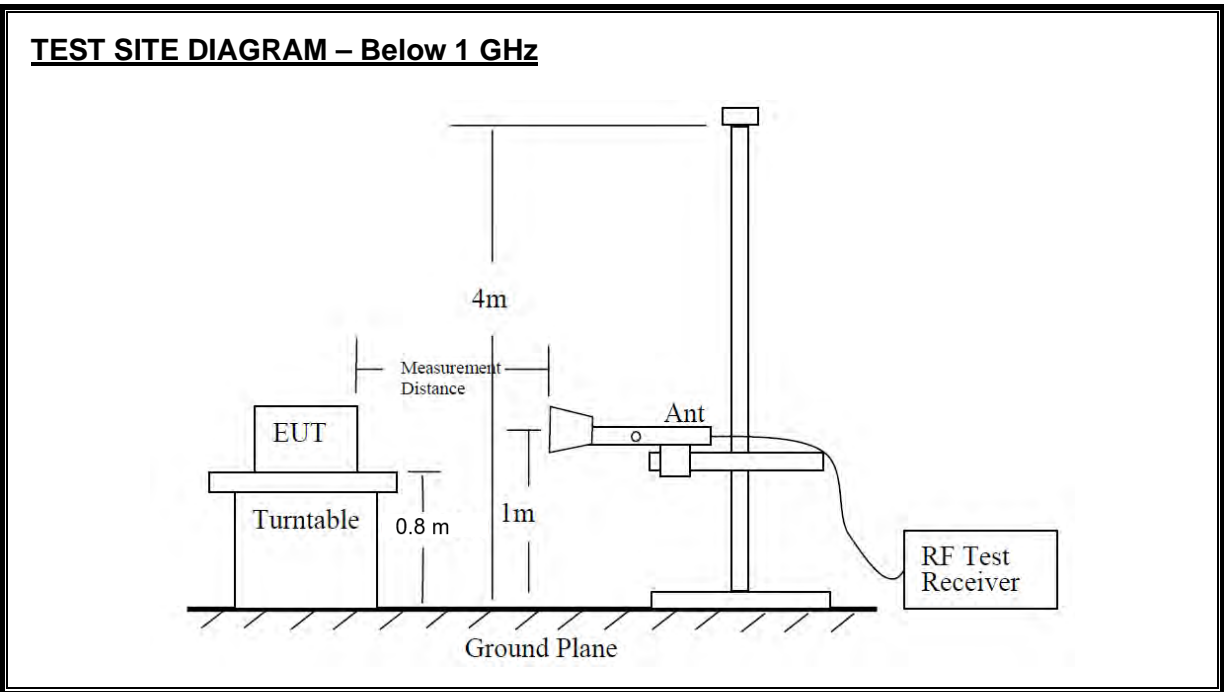 TEST SITE DIAGRAM – Below 1 GHz
4m
Measurement
Distance
Ant
EUT
Turntable
0.8 m
1m
RF Test
Receiver
Ground Plane